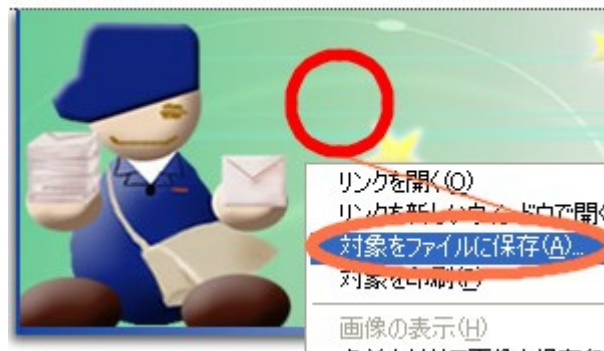 リンクを開く(O)
リンクを新しいウィンドウで開く
対象をファイルに保存(A)...
対象を印刷(P)
画像の表示(H)